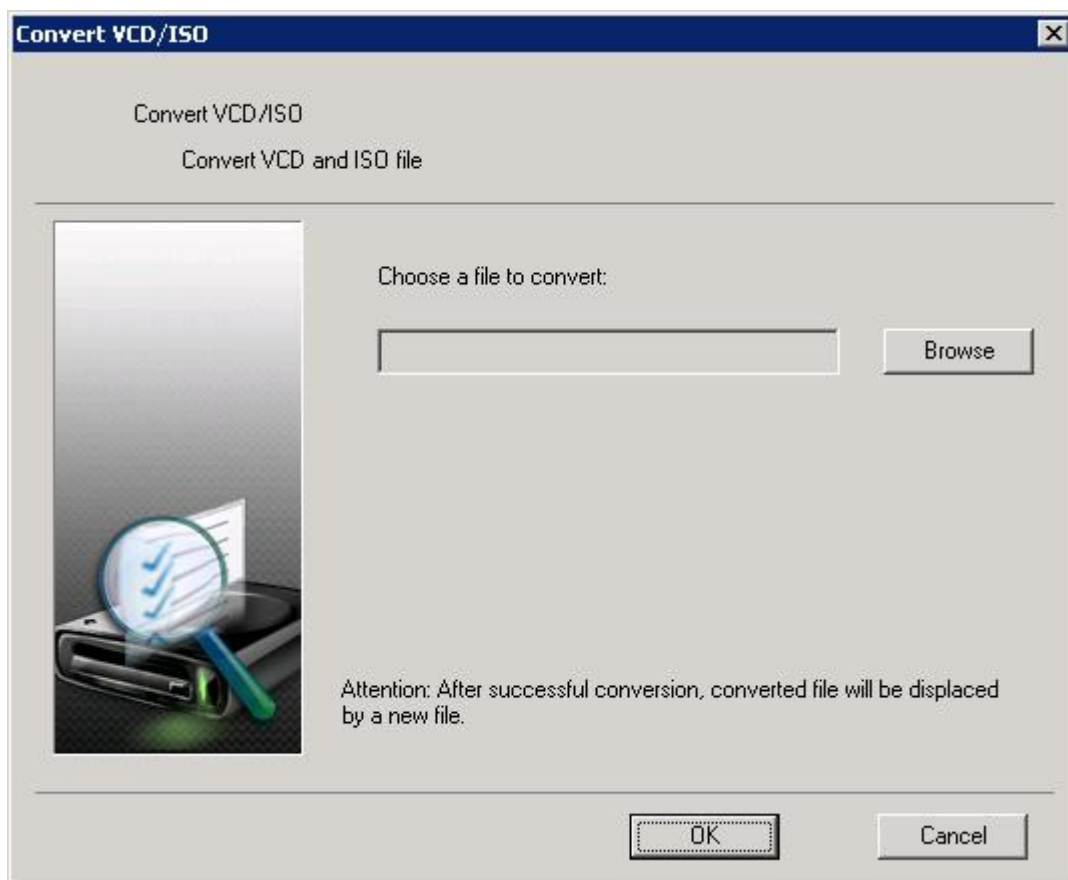 Convert VCD/ISO
Convert VCD/ISO
Convert VCD and ISO file
Choose a file to convert:
Browse
Attention: After successful conversion, converted file will be displaced
by a new file.
OK
Cancel